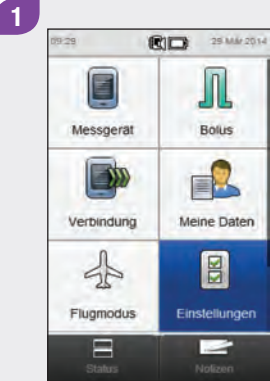 1
09:29 29 Mär 2014
Messgerät Bolus
Verbindung Meine Daten
Flugmodus Einstellungen
Status Notizen